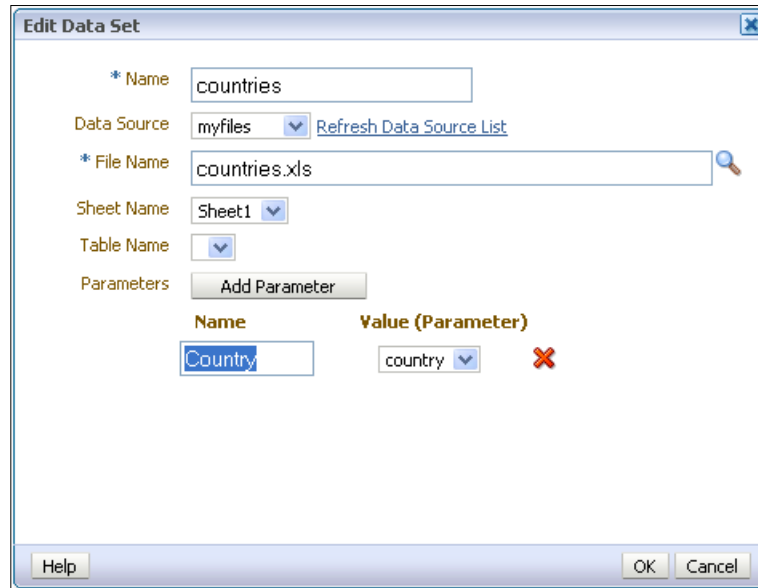 Edit Data Set
* Name countries
Data Source myfiles Refresh Data Source List
* File Name countries.xls
Sheet Name Sheet1
Table Name
Parameters Add Parameter
Name Value (Parameter)
Country country
Help OK Cancel